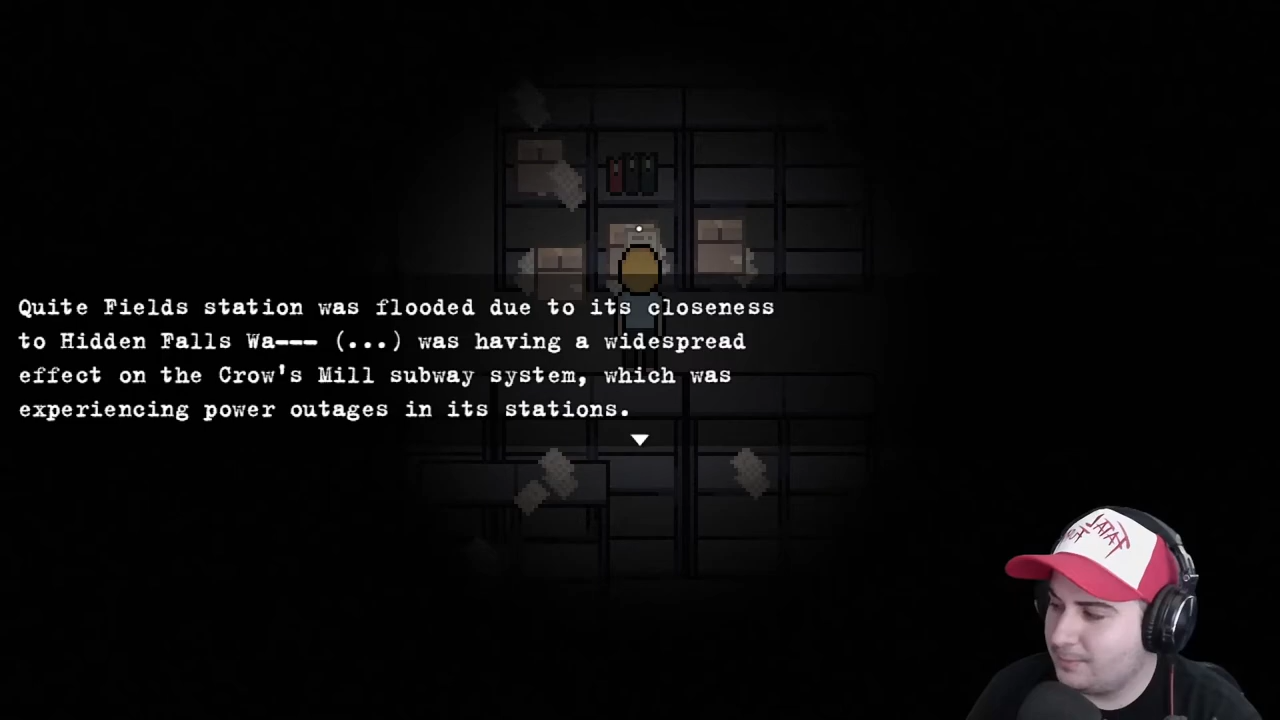 Quite Fields station was flooded due to its closeness
to Hidden Falls Wa--- (...) was having a widespread
effect on the Crow's Mill subway system, which was
experiencing power outages in its stations.